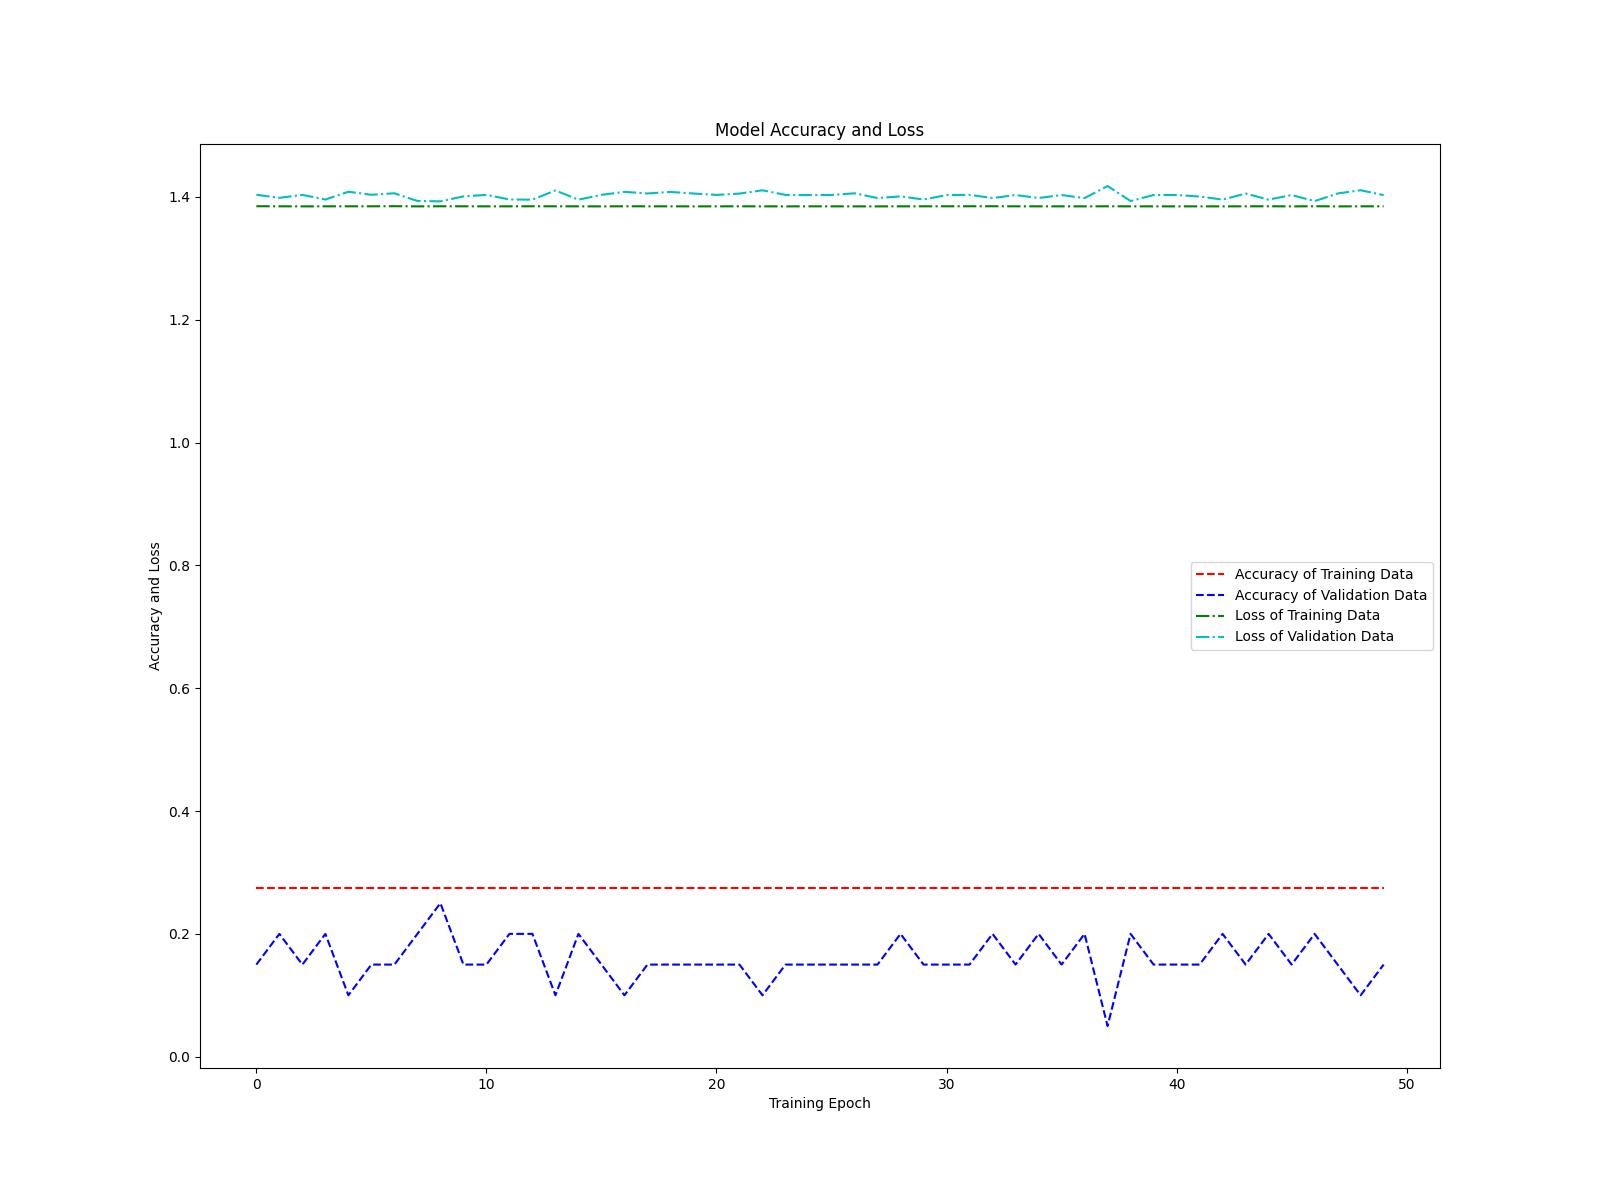 Model Accuracy and Loss
1.4
1.2
1.0
0.8
0.6
0.4
0.2
0.0
Accuracy and Loss
Accuracy of Training Data
Accuracy of Validation Data
Loss of Training Data
Loss of Validation Data
0 10 20 30 40 50
Training Epoch